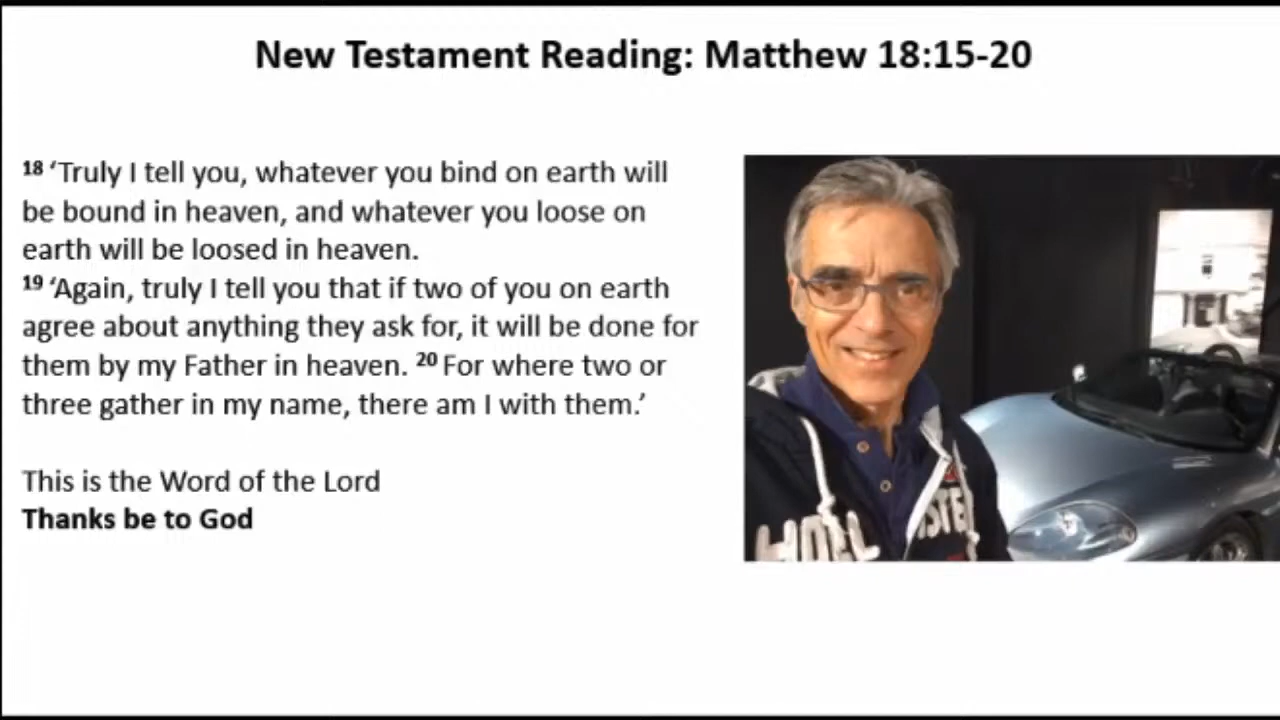 New Testament Reading: Matthew 18:15-20
18 ‘Truly I tell you, whatever you bind on earth will
be bound in heaven, and whatever you loose on
earth will be loosed in heaven.
19 ‘Again, truly I tell you that if two of you on earth
agree about anything they ask for, it will be done for
them by my Father in heaven. 20 For where two or
three gather in my name, there am I with them.’
This is the Word of the Lord
Thanks be to God